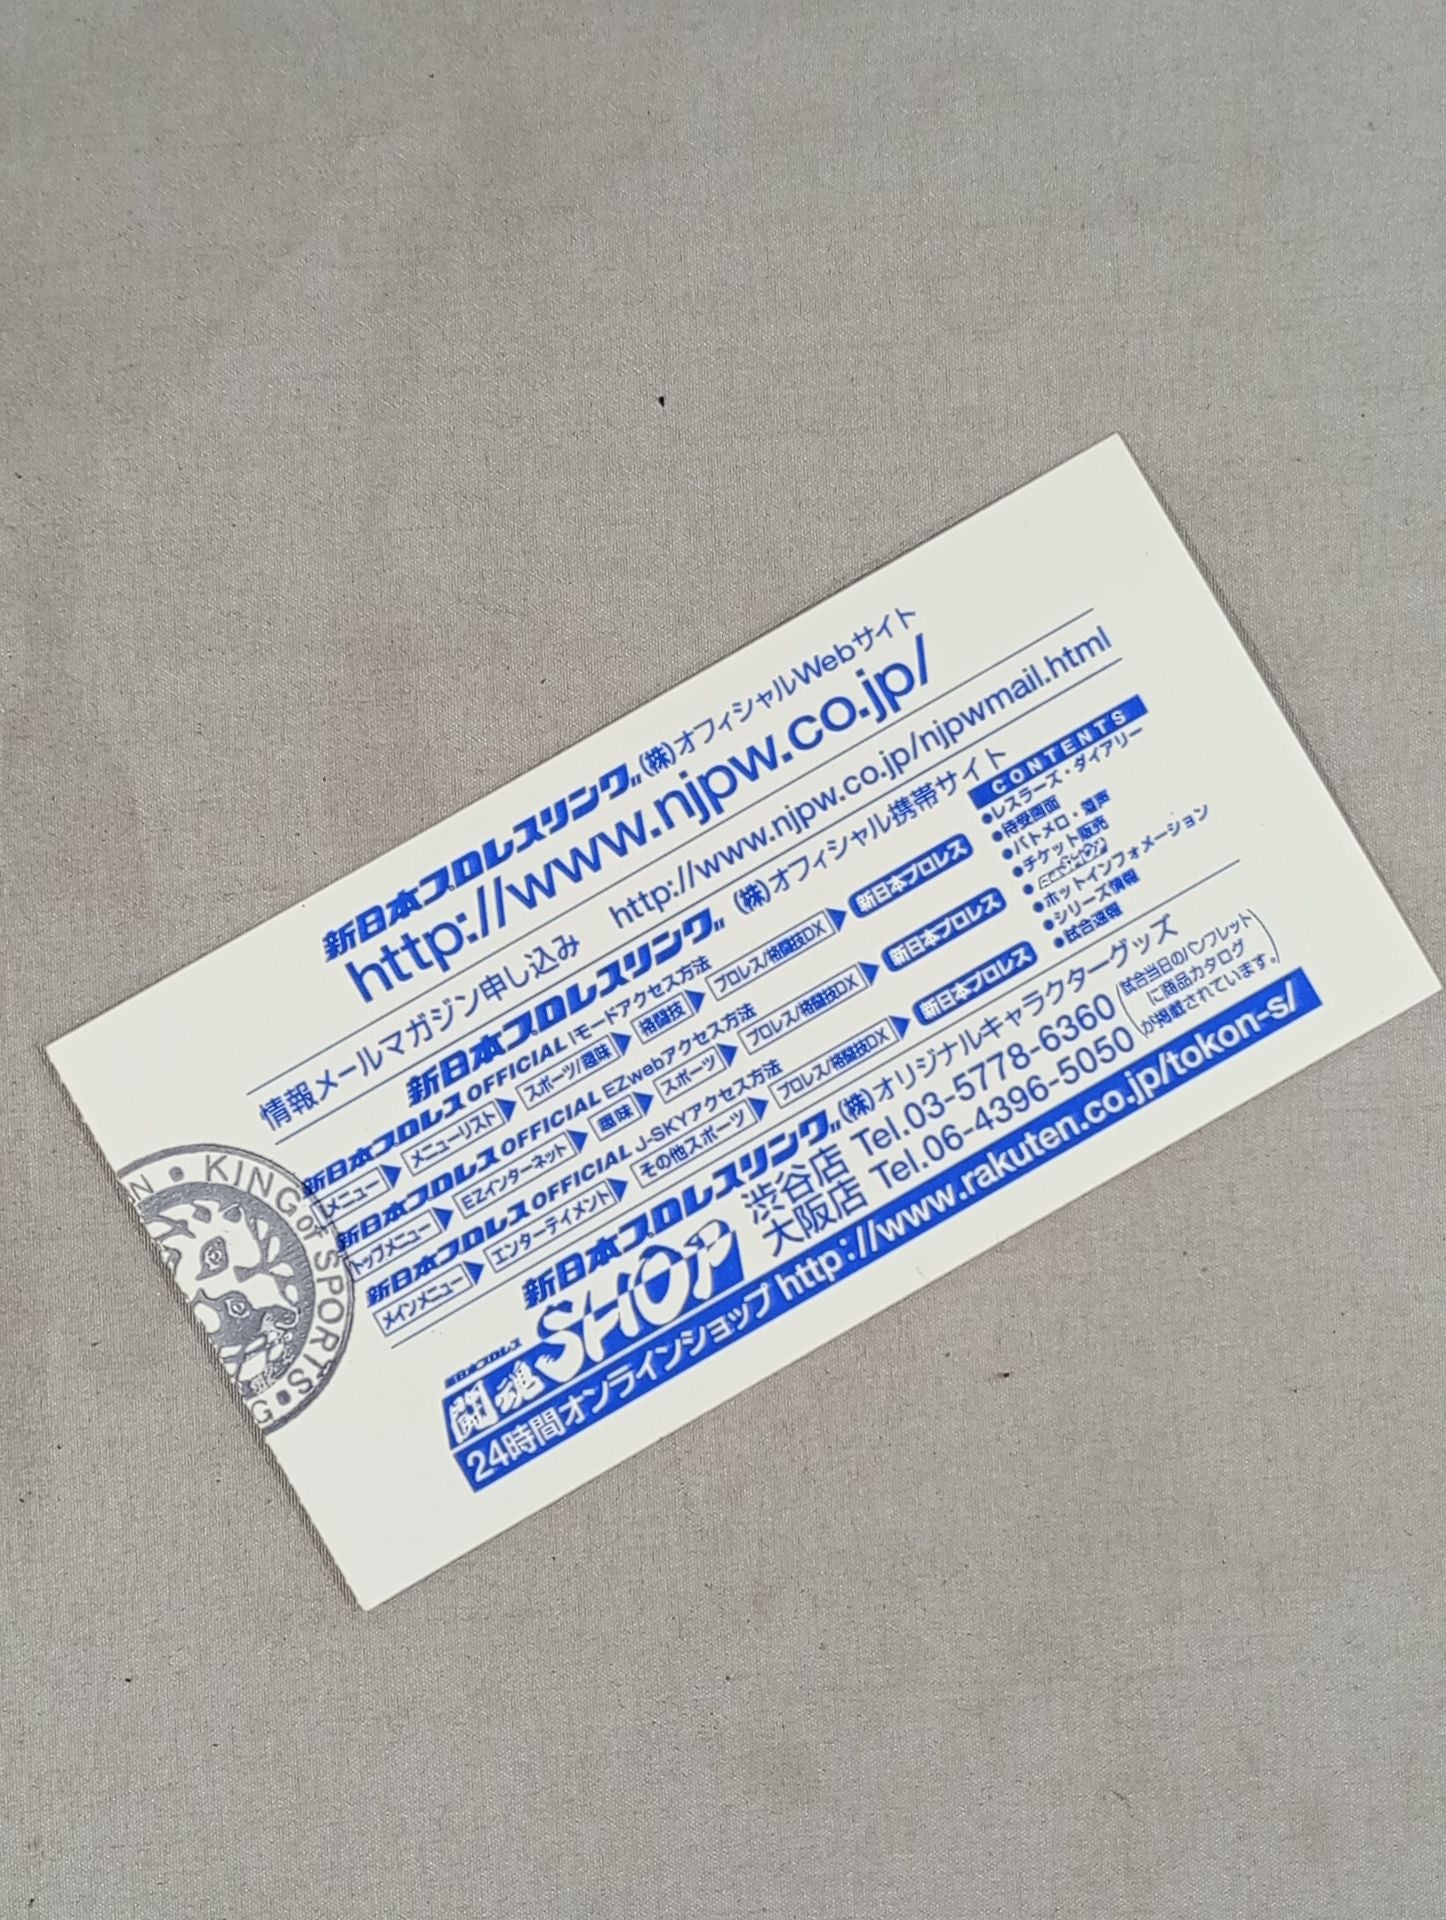 新日本プロレスリング(株)オフィシャルWebサイト
http://www.njpw.co.jp/
情報メールマガジン申し込み http://www.njpw.co.jp/njpwmail.html
新日本プロレスリング(株)オフィシャル携帯サイト
新日本プロレスOFFICIAL iモードアクセス方法
iメニュー メニューリスト スポーツ/趣味 格闘技 プロレス/格闘技DX 新日本プロレス
新日本プロレスOFFICIAL EZwebアクセス方法
トップメニュー EZインターネット 趣味 スポーツ プロレス/格闘技DX 新日本プロレス
新日本プロレスOFFICIAL J-SKYアクセス方法
メインメニュー エンターテイメント その他スポーツ プロレス/格闘技DX 新日本プロレス
CONTENTS
●レスラーズ・ダイアリー
●待受画面
●バトメロ・着声
●チケット販売
●闘魂SHOP
●ホットインフォメーション
●シリーズ情報
●試合速報
新日本プロレスリング(株)オリジナルキャラクターグッズ
新日本プロレス
闘魂SHOP
渋谷店 Tel.03-5778-6360
大阪店 Tel.06-4396-5050
(試合当日のパンフレット
に商品カタログ
が掲載されています。)
24時間オンラインショップ http://www.rakuten.co.jp/tokon-s/
N • KING of SPORTS • G